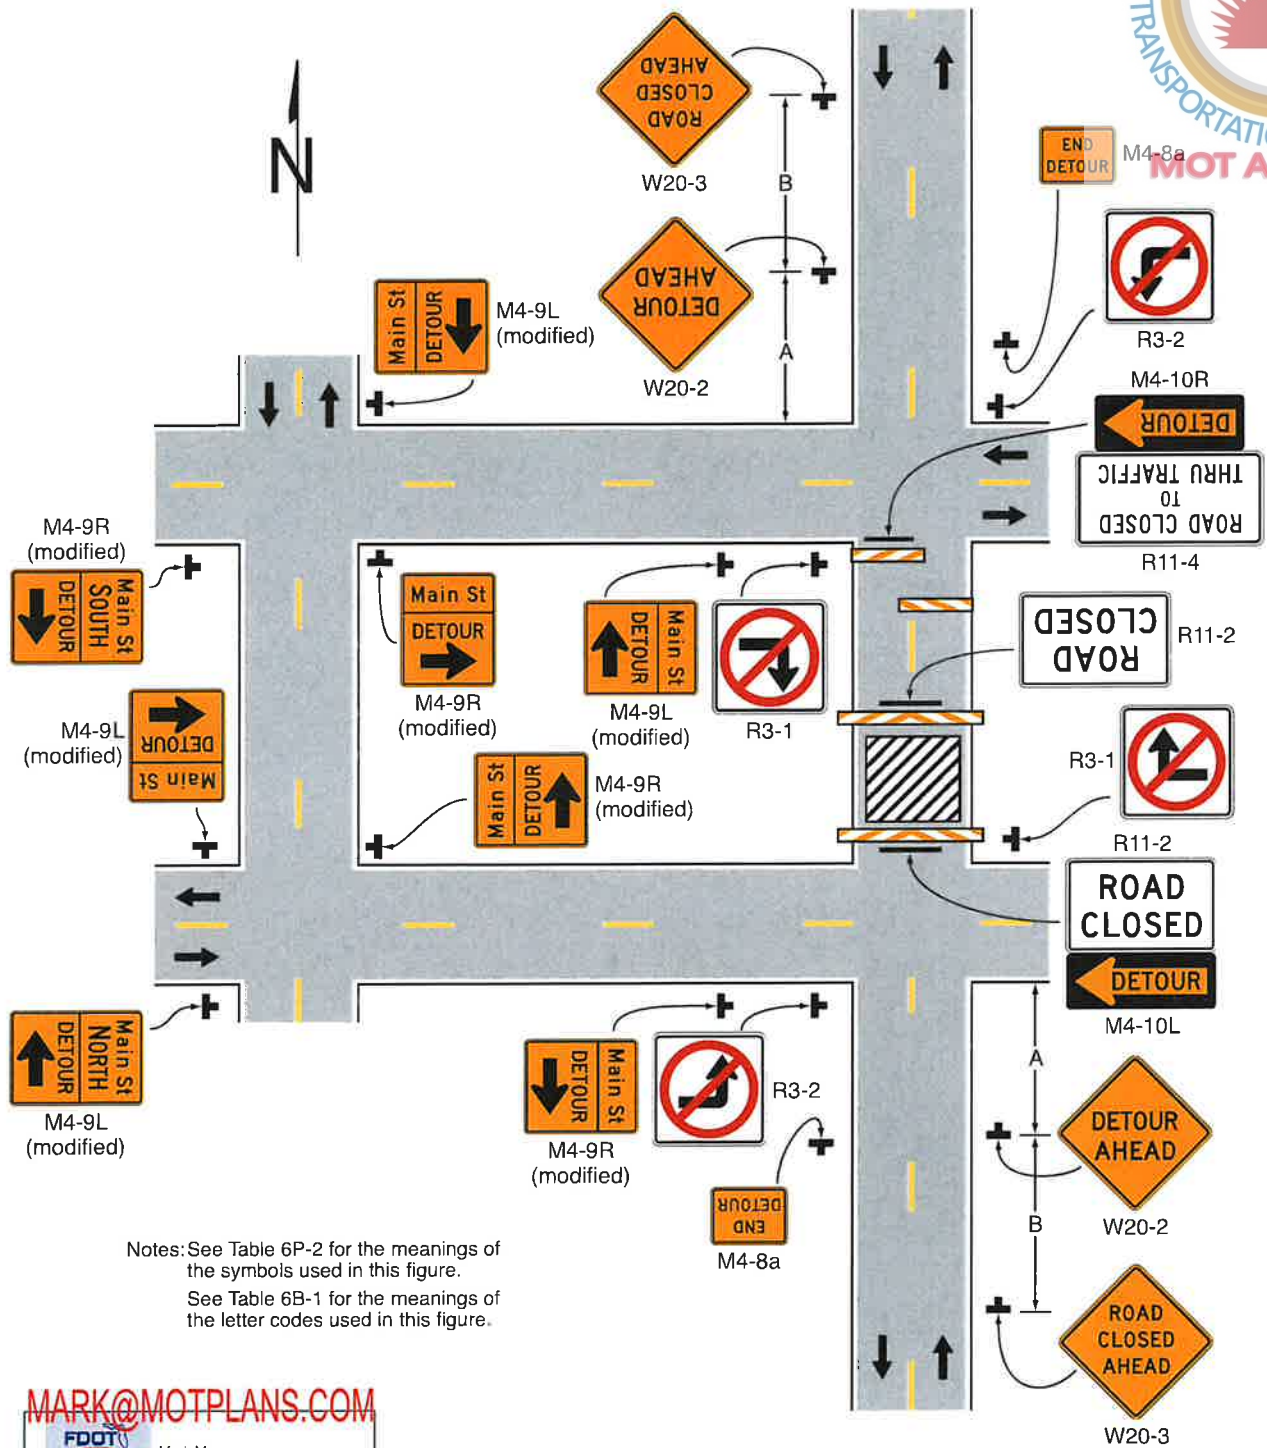 TRANSPORTATI
MOT A
ROAD
CLOSED
AHEAD
W20-3
B
N
END
DETOUR
M4-8a
DETOUR
AHEAD
W20-2
A
R3-2
Main St
DETOUR
M4-9L
(modified)
M4-10R
DETOUR
ROAD CLOSED
TO
THRU TRAFFIC
R11-4
M4-9R
(modified)
Main St
SOUTH
DETOUR
Main St
DETOUR
M4-9R
(modified)
Main St
DETOUR
M4-9L
(modified)
R3-1
ROAD
CLOSED
R11-2
M4-9L
(modified)
Main St
DETOUR
Main St
DETOUR
M4-9R
(modified)
R3-1
R11-2
ROAD
CLOSED
DETOUR
M4-10L
Main St
NORTH
DETOUR
M4-9L
(modified)
Main St
DETOUR
M4-9R
(modified)
R3-2
END
DETOUR
M4-8a
A
DETOUR
AHEAD
W20-2
B
ROAD
CLOSED
AHEAD
W20-3
Notes: See Table 6P-2 for the meanings of
the symbols used in this figure.
See Table 6B-1 for the meanings of
the letter codes used in this figure.
MARK@MOTPLANS.COM
FDOT